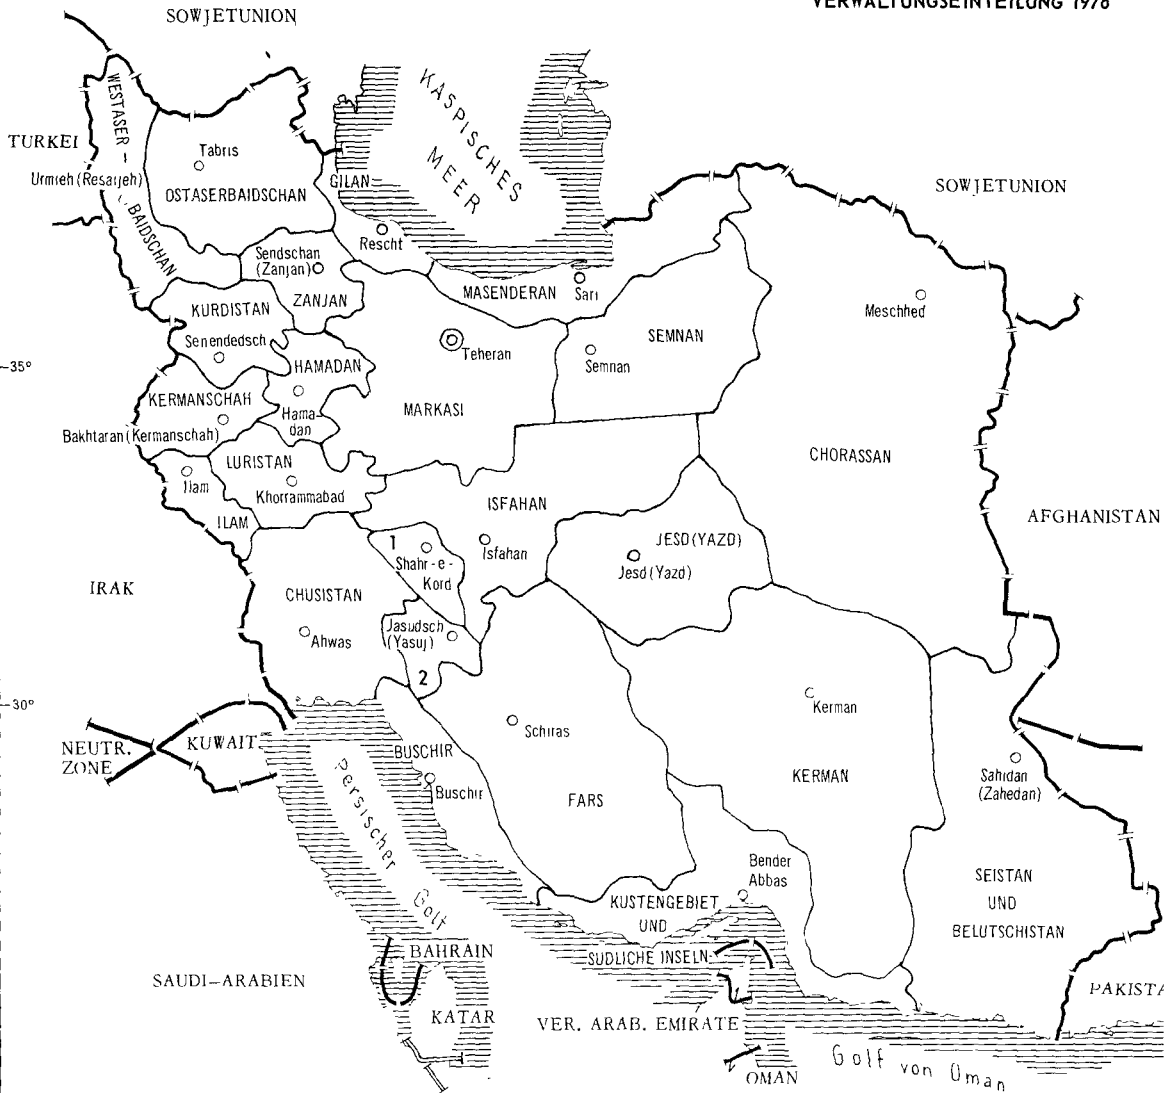 VERWALTUNGSEINTEILUNG 1976
SOWJETUNION
KASPISCHES
MEER
WESTASER-
BAIDSCHAN
TURKEI
Tabris
Urmieh (Resaijeh)
OSTASERBAIDSCHAN
GILAN
SOWJETUNION
Rescht
Sendschan
(Zanjan)
ZANJAN
MASENDERAN
Sari
Meschhed
KURDISTAN
Senendedsch
Teheran
SEMNAN
Semnan
35°
HAMADAN
Hama-
dan
KERMANSCHAH
Bakhtaran (Kermanschah)
MARKASI
CHORASSAN
LURISTAN
Khorrammabad
Ilam
ILAM
ISFAHAN
Isfahan
AFGHANISTAN
1
Shahr-e-
Kord
JESD (YAZD)
Jesd (Yazd)
IRAK
CHUSISTAN
Ahwas
Jasudsch
(Yasuj)
2
30°
Kerman
Schiras
NEUTR.
ZONE
KUWAIT
BUSCHIR
Buschir
KERMAN
Sahidan
(Zahedan)
FARS
Persischer
Golf
Bender
Abbas
SEISTAN
UND
BELUTSCHISTAN
KUSTENGEBIET
UND
SUDLICHE INSELN
BAHRAIN
SAUDI-ARABIEN
KATAR
VER. ARAB. EMIRATE
PAKISTA
OMAN
Golf von Oman